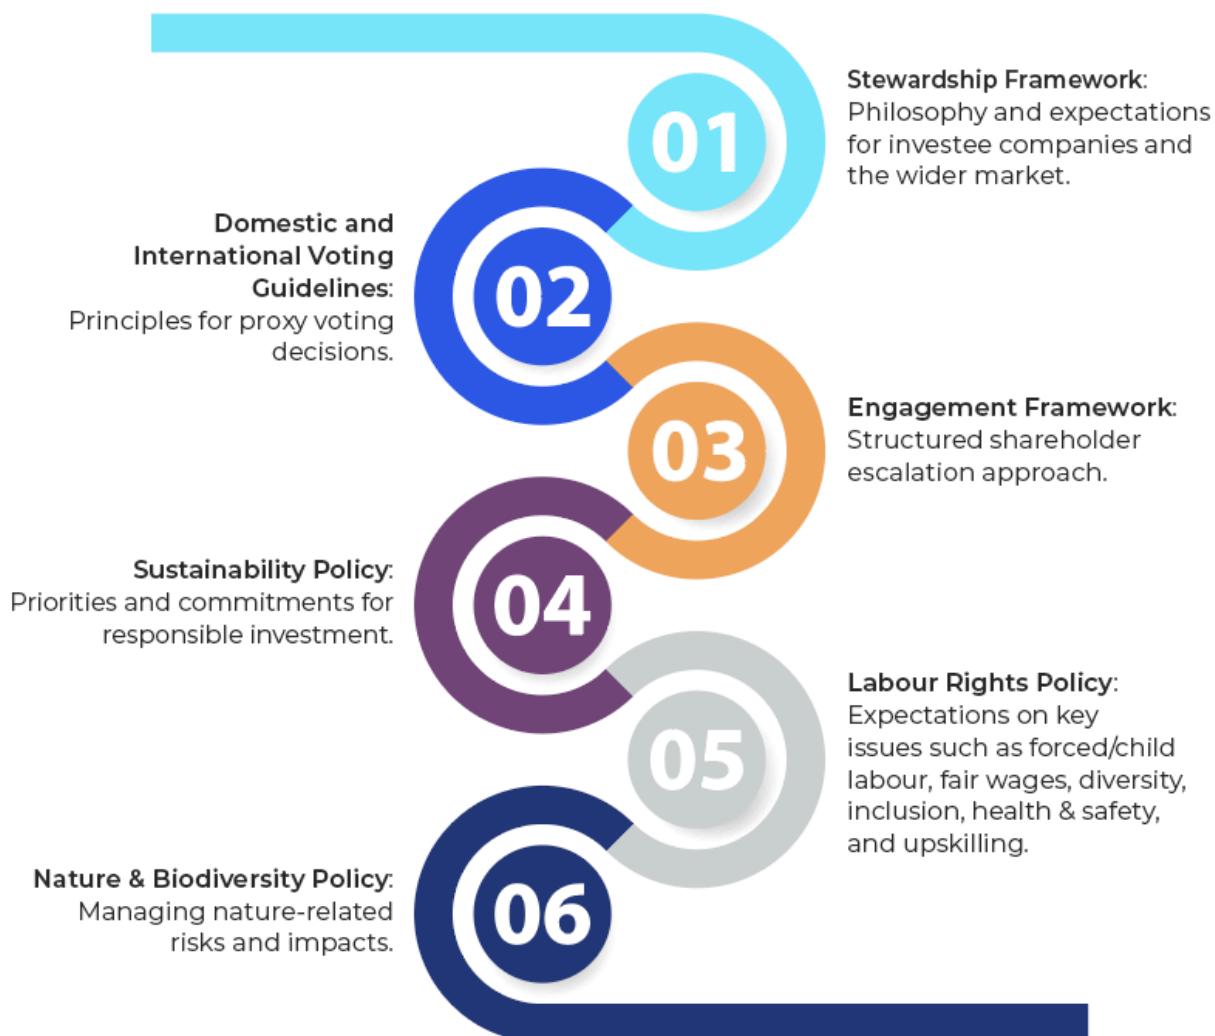 01
Stewardship Framework:
Philosophy and expectations
for investee companies and
the wider market.
02
Domestic and
International Voting
Guidelines:
Principles for proxy voting
decisions.
03
Engagement Framework:
Structured shareholder
escalation approach.
04
Sustainability Policy:
Priorities and commitments for
responsible investment.
05
Labour Rights Policy:
Expectations on key
issues such as forced/child
labour, fair wages, diversity,
inclusion, health & safety,
and upskilling.
06
Nature & Biodiversity Policy:
Managing nature-related
risks and impacts.